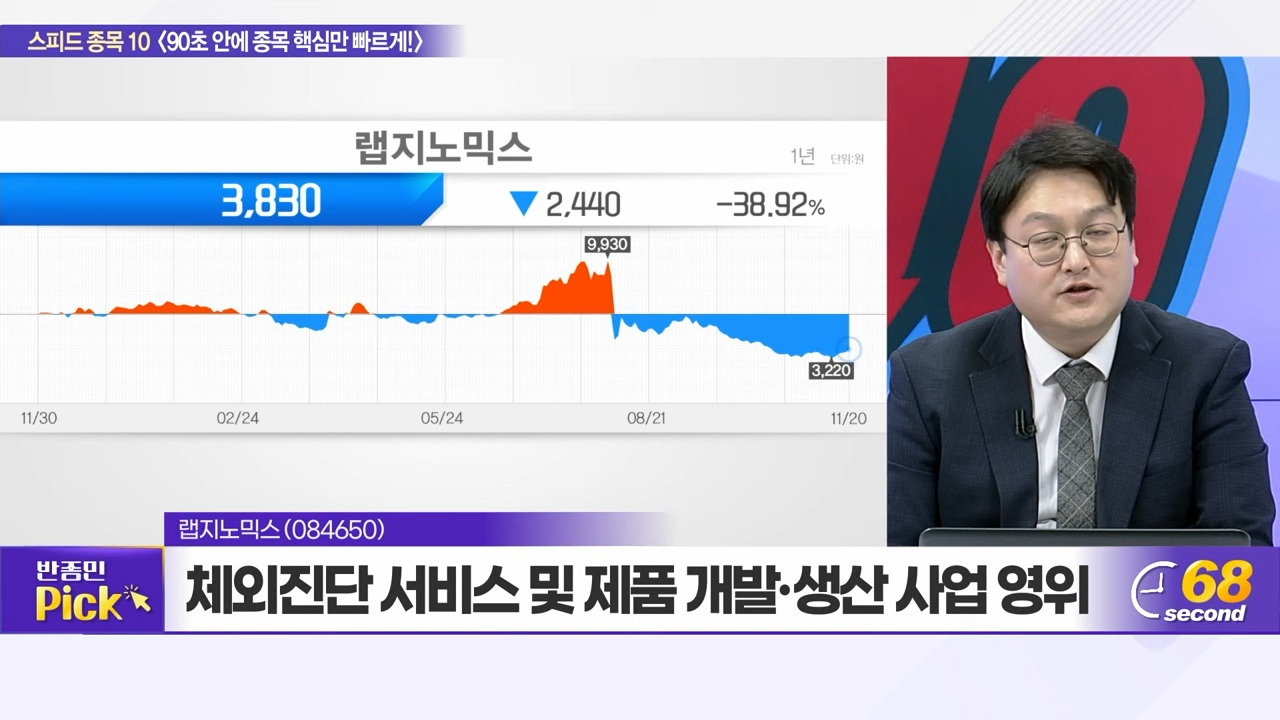 스피드 종목 10 <90초 안에 종목 핵심만 빠르게!>
랩지노믹스
1년 단위:원
3,830 ▼ 2,440 -38.92%
9,930
3,220
11/30 02/24 05/24 08/21 11/20
랩지노믹스(084650)
반종민
Pick
체외진단 서비스 및 제품 개발·생산 사업 영위
68
second